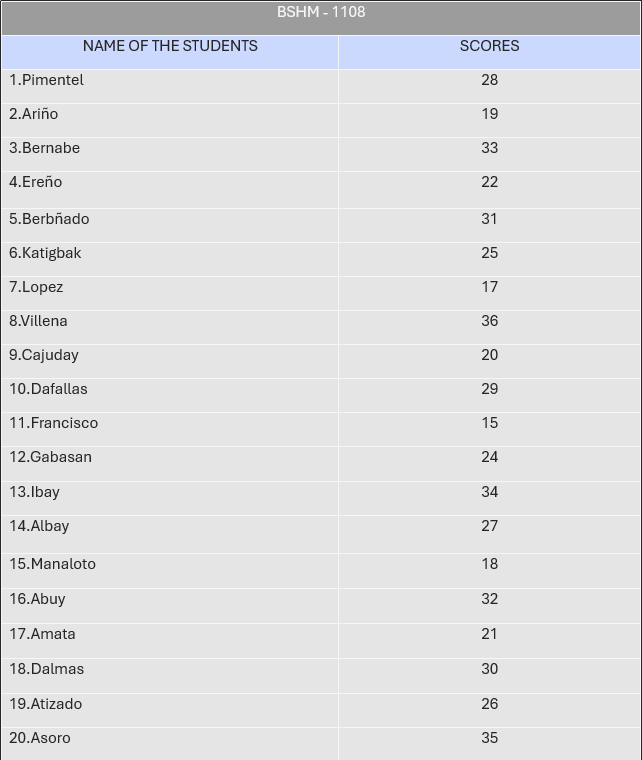 BSHM - 1108
NAME OF THE STUDENTS SCORES
1.Pimentel 28
2.Ariño 19
3.Bernabe 33
4.Ereño 22
5.Berbñado 31
6.Katigbak 25
7.Lopez 17
8.Villena 36
9.Cajuday 20
10.Dafallas 29
11.Francisco 15
12.Gabasan 24
13.Ibay 34
14.Albay 27
15.Manaloto 18
16.Abuy 32
17.Amata 21
18.Dalmas 30
19.Atizado 26
20.Asoro 35